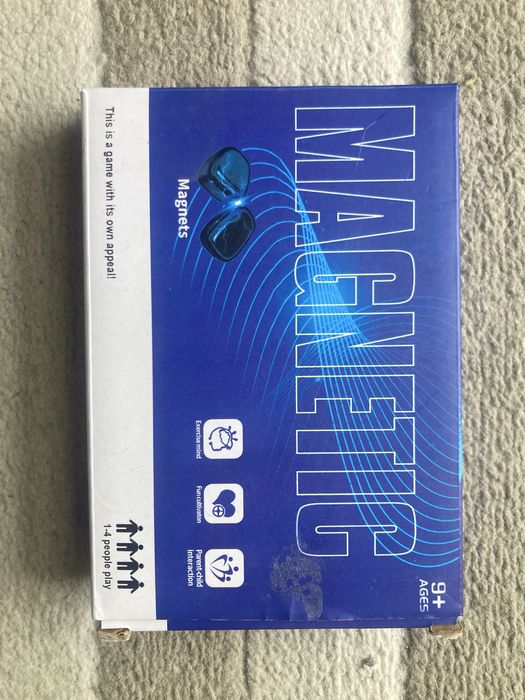 MAGNETIC
9+
AGES
Magnets
Exercise mind
Fun cultivation
Parent-child
interaction
This is a game with its own appeal!!
1-4 people play